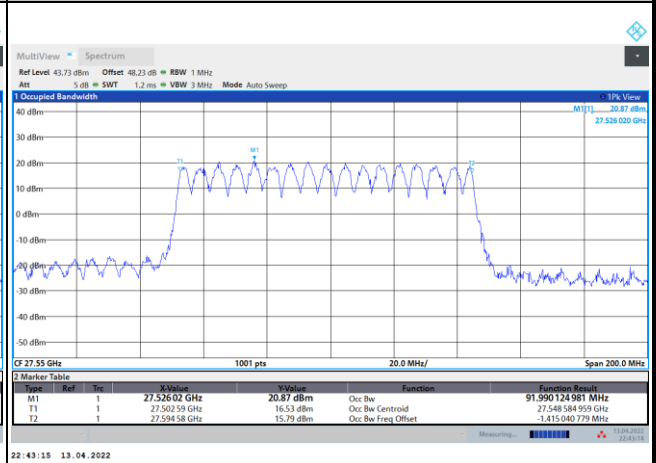 MultiView Spectrum
Ref Level 43.73 dBm Offset 48.23 dB RBW 1 MHz
Att 5 dB SWT 1.2 ms VBW 3 MHz Mode Auto Sweep
1 Occupied Bandwidth 1Pk View
M1[1] 20.87 dBm
27.526 020 GHz
40 dBm
30 dBm
20 dBm
10 dBm
0 dBm
-10 dBm
-20 dBm
-30 dBm
-40 dBm
-50 dBm
T1
M1
T2
CF 27.55 GHz 1001 pts 20.0 MHz/ Span 200.0 MHz
2 Marker Table
Type Ref Trc X-Value Y-Value Function Function Result
M1 1 27.52602 GHz 20.87 dBm Occ Bw 91.990 124 981 MHz
T1 1 27.502 59 GHz 16.53 dBm Occ Bw Centroid 27.548 584 959 GHz
T2 1 27.594 58 GHz 15.79 dBm Occ Bw Freq Offset -1.415 040 779 MHz
Measuring... 13.04.2022
22:43:14
22:43:15 13.04.2022